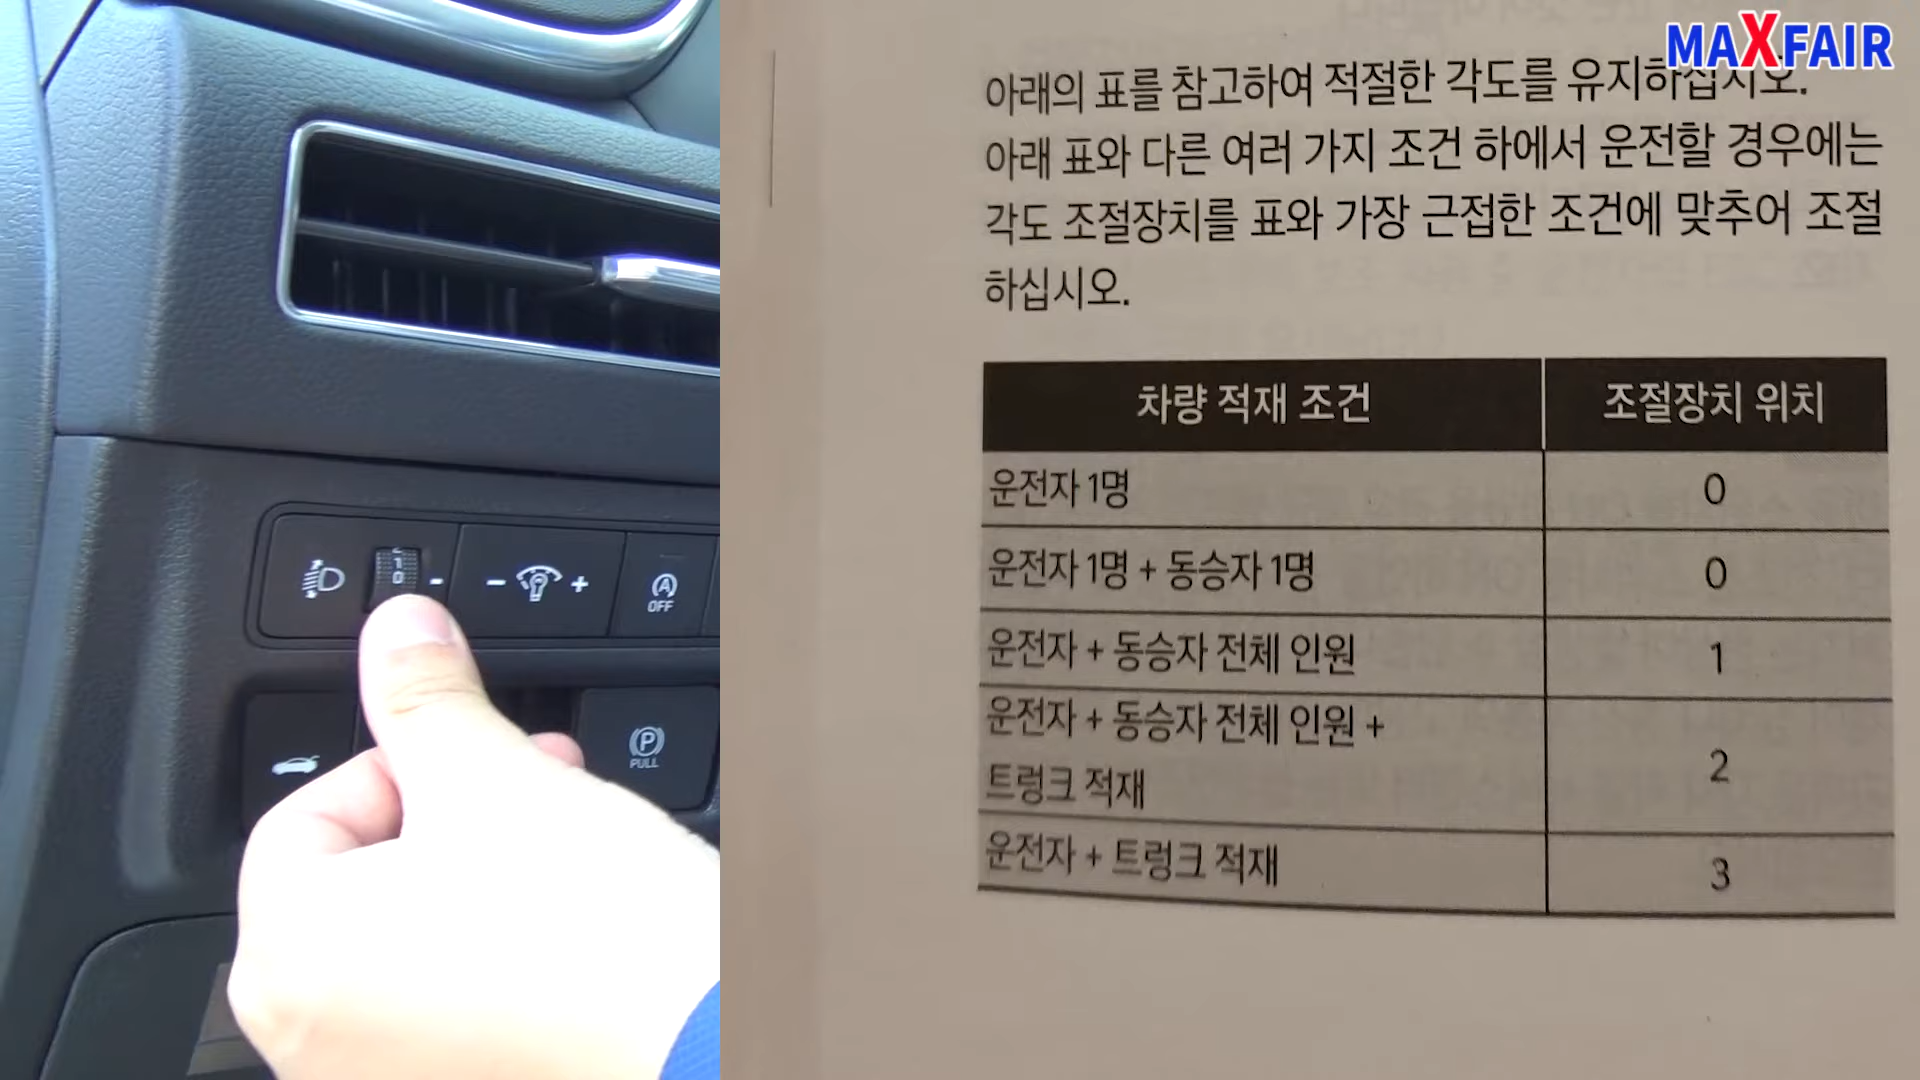 MAXFAIR
아래의 표를 참고하여 적절한 각도를 유지하십시오.
아래 표와 다른 여러 가지 조건 하에서 운전할 경우에는
각도 조절장치를 표와 가장 근접한 조건에 맞추어 조절
하십시오.
차량 적재 조건 조절장치 위치
운전자 1명 0
운전자 1명 + 동승자 1명 0
운전자 + 동승자 전체 인원 1
운전자 + 동승자 전체 인원 +
트렁크 적재 2
운전자 + 트렁크 적재 3
1
0
- - +
A
OFF
P
PULL